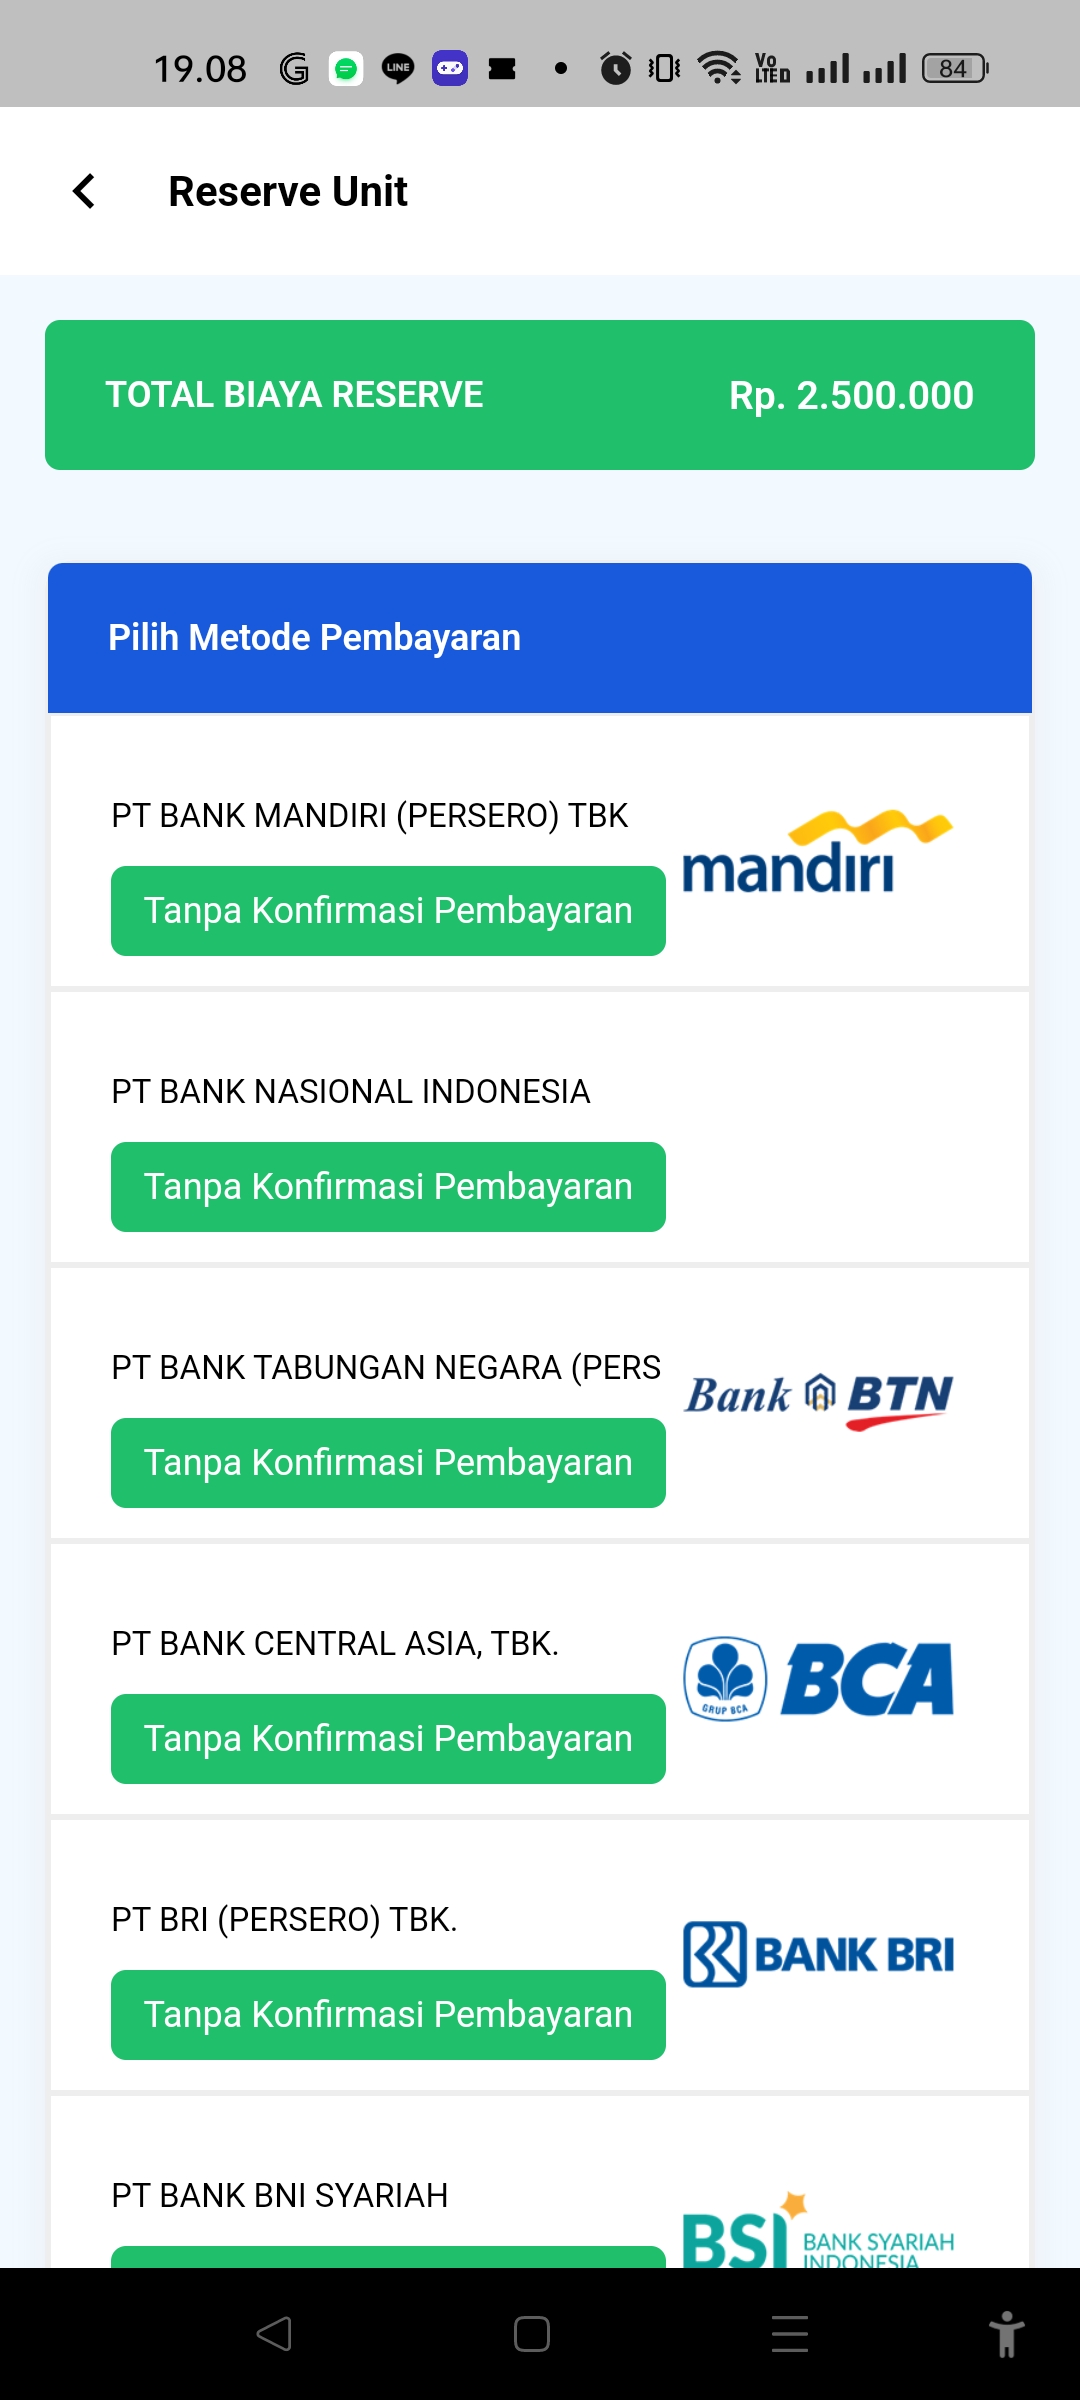 19.08
LINE
Vo
LTED
84
Reserve Unit
TOTAL BIAYA RESERVE
Rp. 2.500.000
Pilih Metode Pembayaran
PT BANK MANDIRI (PERSERO) TBK
mandiri
Tanpa Konfirmasi Pembayaran
PT BANK NASIONAL INDONESIA
Tanpa Konfirmasi Pembayaran
PT BANK TABUNGAN NEGARA (PERS
Bank BTN
Tanpa Konfirmasi Pembayaran
PT BANK CENTRAL ASIA, TBK.
GRUP BCA
BCA
Tanpa Konfirmasi Pembayaran
PT BRI (PERSERO) TBK.
BANK BRI
Tanpa Konfirmasi Pembayaran
PT BANK BNI SYARIAH
BSI
BANK SYARIAH
INDONESIA